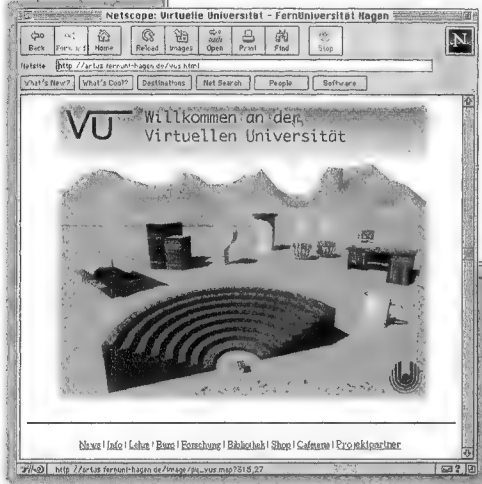 Netscape: Virtuelle Universität - FernUniversität Hagen
Back Forward Home Reload Images Open Print Find Stop
N
Netsite http://artus.fernuni-hagen.de/vus.html
What's New? What's Cool? Destinations Net Search People Software
VU Willkommen an der
Virtuellen Universität
News | Info | Lehre | Büro | Forschung | Bibliothek | Shop | Cafeteria | Projektpartner
http://artus.fernuni-hagen.de/image/pu_vus.map?315,27